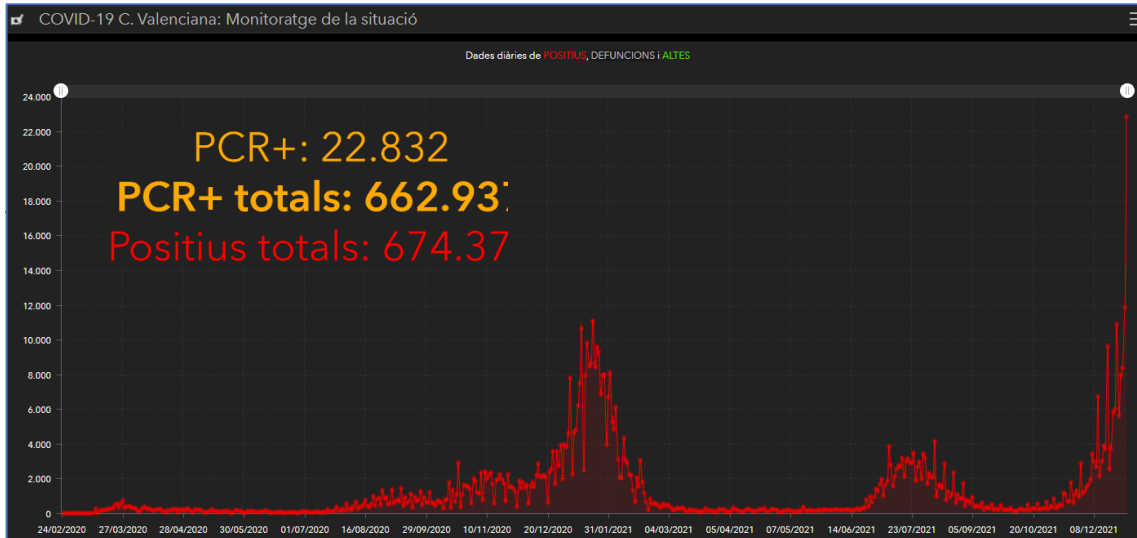 COVID-19 C. Valenciana: Monitoratge de la situació
Dades diàries de POSITIUS, DEFUNCIONS i ALTES
24.000
22.000
20.000
18.000
16.000
14.000
12.000
10.000
8.000
6.000
4.000
2.000
0
PCR+: 22.832
PCR+ totals: 662.937
Positius totals: 674.37
24/02/2020 27/03/2020 28/04/2020 30/05/2020 01/07/2020 16/08/2020 29/09/2020 10/11/2020 20/12/2020 31/01/2021 04/03/2021 05/04/2021 07/05/2021 14/06/2021 23/07/2021 05/09/2021 20/10/2021 08/12/2021